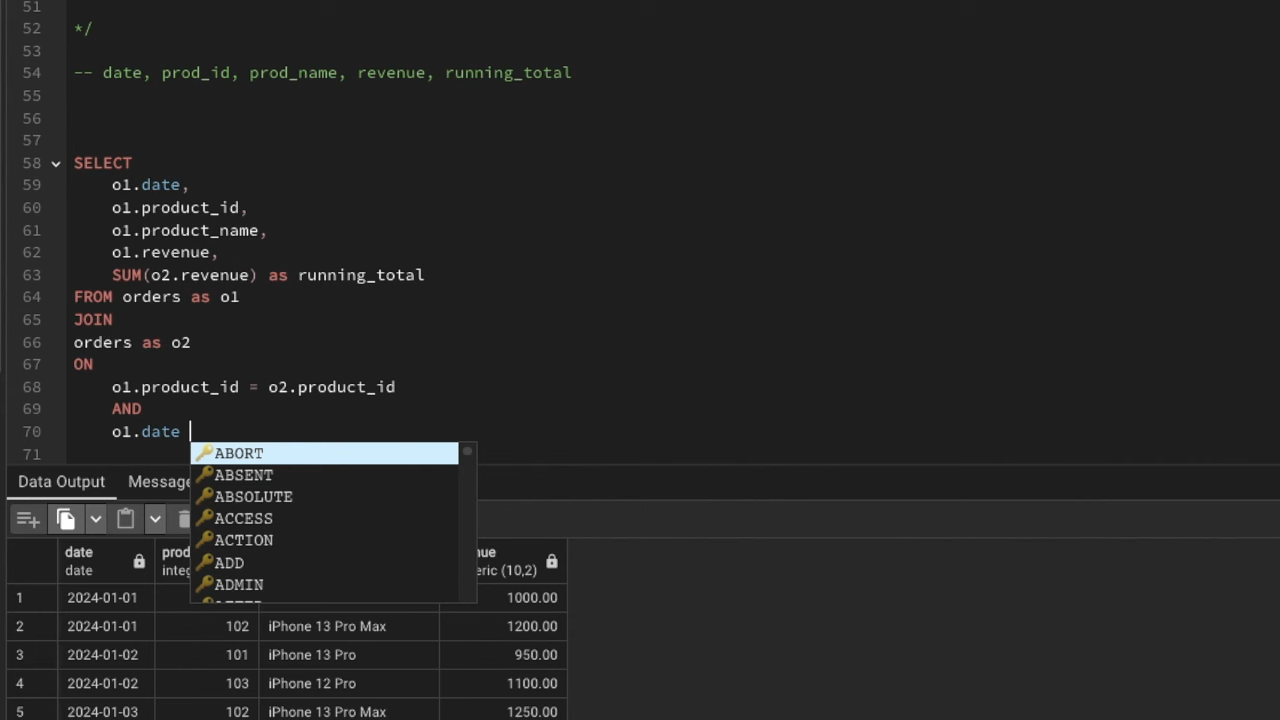 51
52 */
53
54 -- date, prod_id, prod_name, revenue, running_total
55
56
57
58 SELECT
59 o1.date,
60 o1.product_id,
61 o1.product_name,
62 o1.revenue,
63 SUM(o2.revenue) as running_total
64 FROM orders as o1
65 JOIN
66 orders as o2
67 ON
68 o1.product_id = o2.product_id
69 AND
70 o1.date
71
ABORT
ABSENT
ABSOLUTE
ACCESS
ACTION
ADD
ADMIN
Data Output Message
date prod nue
date integ eric (10,2)
1 2024-01-01 1000.00
2 2024-01-01 102 iPhone 13 Pro Max 1200.00
3 2024-01-02 101 iPhone 13 Pro 950.00
4 2024-01-02 103 iPhone 12 Pro 1100.00
5 2024-01-03 102 iPhone 13 Pro Max 1250.00